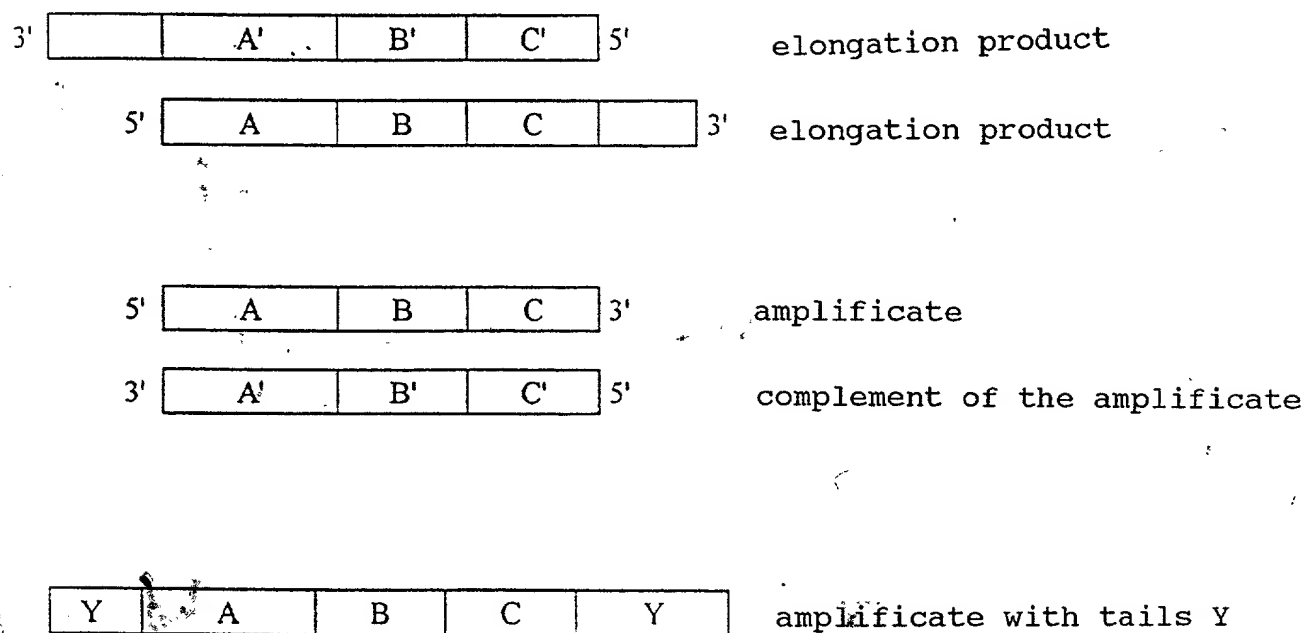 3' A' B' C' 5' elongation product
5' A B C 3' elongation product
5' A B C 3' amplificate
3' A' B' C' 5' complement of the amplificate
Y A B C Y amplificate with tails Y